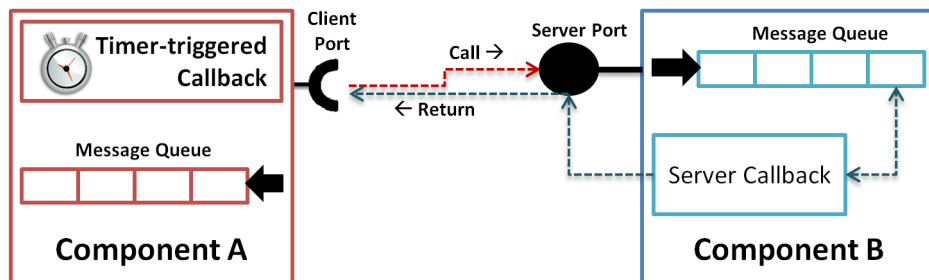 Timer-triggered
Callback
Client
Port
Call →
Server Port
← Return
Message Queue
Message Queue
Server Callback
Component A
Component B